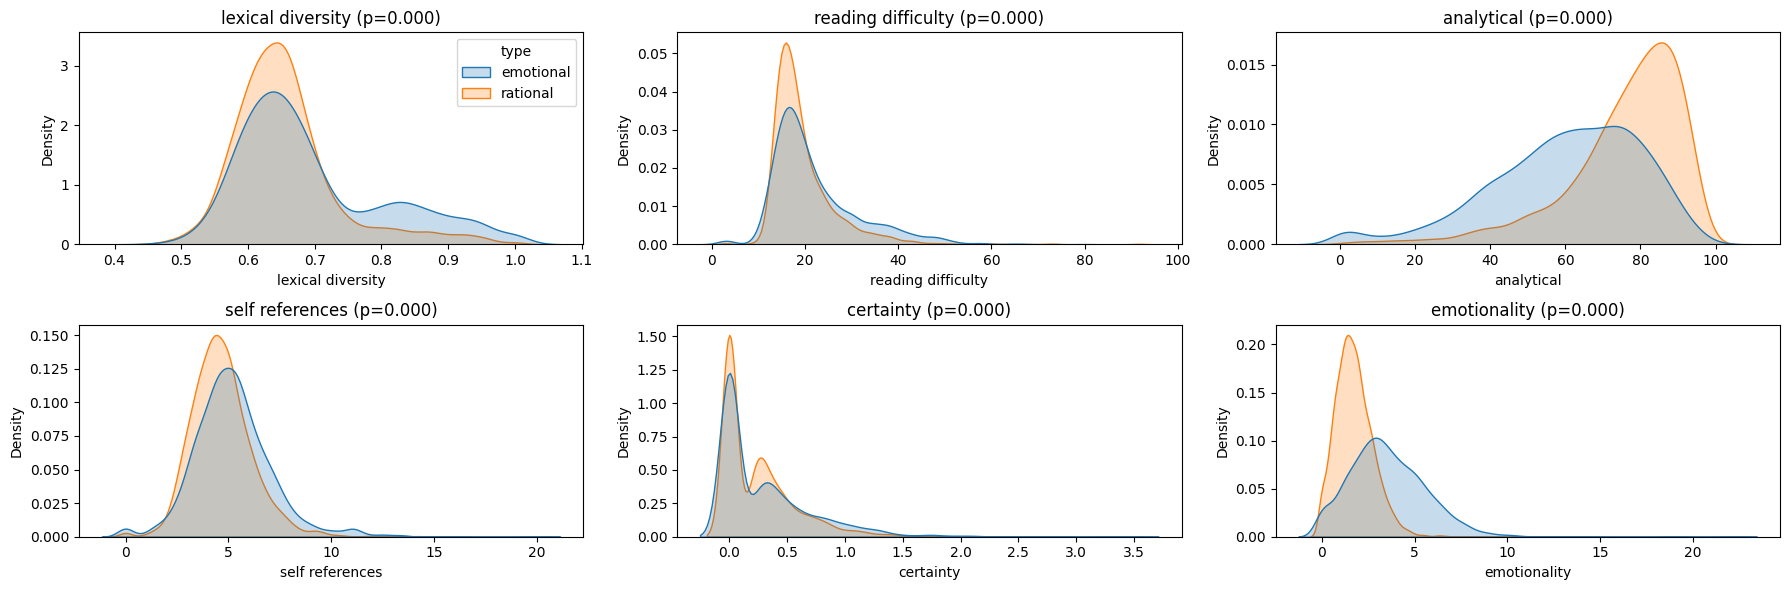 lexical diversity (p=0.000)
Density
3
2
1
0
0.4 0.5 0.6 0.7 0.8 0.9 1.0 1.1
lexical diversity
type
emotional
rational
reading difficulty (p=0.000)
Density
0.05
0.04
0.03
0.02
0.01
0.00
0 20 40 60 80 100
reading difficulty
analytical (p=0.000)
Density
0.015
0.010
0.005
0.000
0 20 40 60 80 100
analytical
self references (p=0.000)
Density
0.150
0.125
0.100
0.075
0.050
0.025
0.000
0 5 10 15 20
self references
certainty (p=0.000)
Density
1.50
1.25
1.00
0.75
0.50
0.25
0.00
0.0 0.5 1.0 1.5 2.0 2.5 3.0 3.5
certainty
emotionality (p=0.000)
Density
0.20
0.15
0.10
0.05
0.00
0 5 10 15 20
emotionality